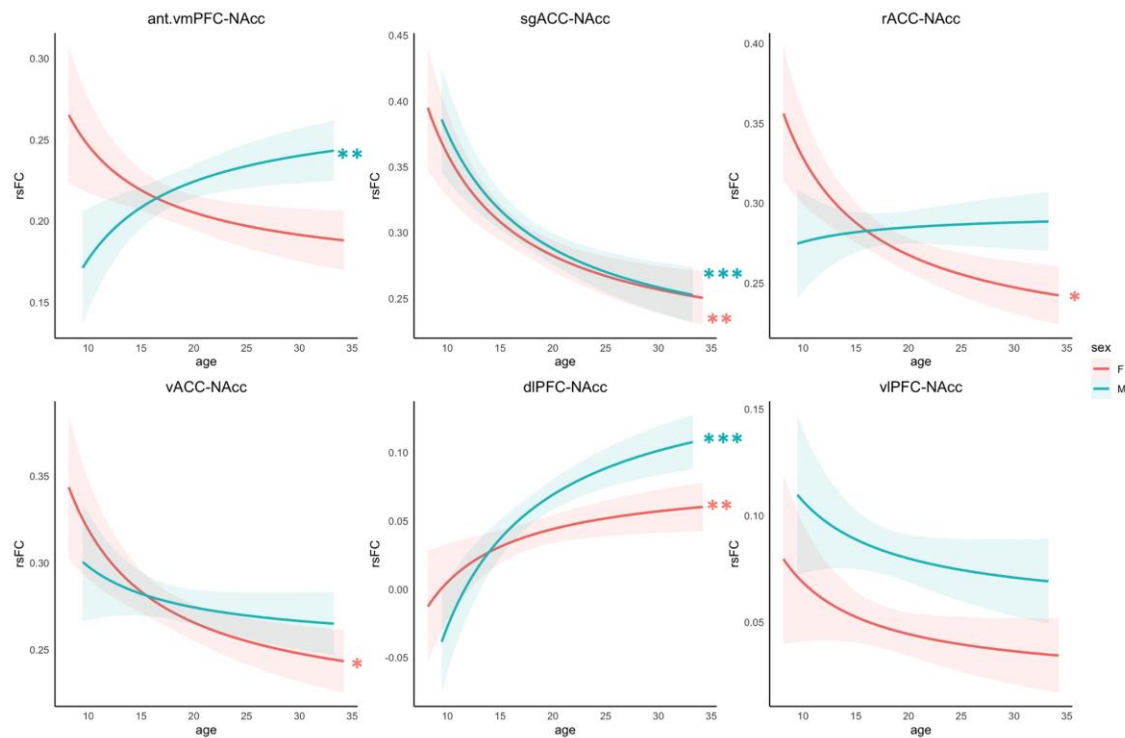 ant.vmPFC-NAcc
sgACC-NAcc
rACC-NAcc
0.30
0.25
0.20
0.15
rsFC
10 15 20 25 30 35
age
0.45
0.40
0.35
0.30
0.25
rsFC
10 15 20 25 30 35
age
0.40
0.35
0.30
0.25
rsFC
10 15 20 25 30 35
age
**
***
**
*
sex
F
M
vACC-NAcc
dlPFC-NAcc
vlPFC-NAcc
0.35
0.30
0.25
rsFC
10 15 20 25 30 35
age
0.10
0.05
0.00
-0.05
rsFC
10 15 20 25 30 35
age
0.15
0.10
0.05
rsFC
10 15 20 25 30 35
age
*
***
**